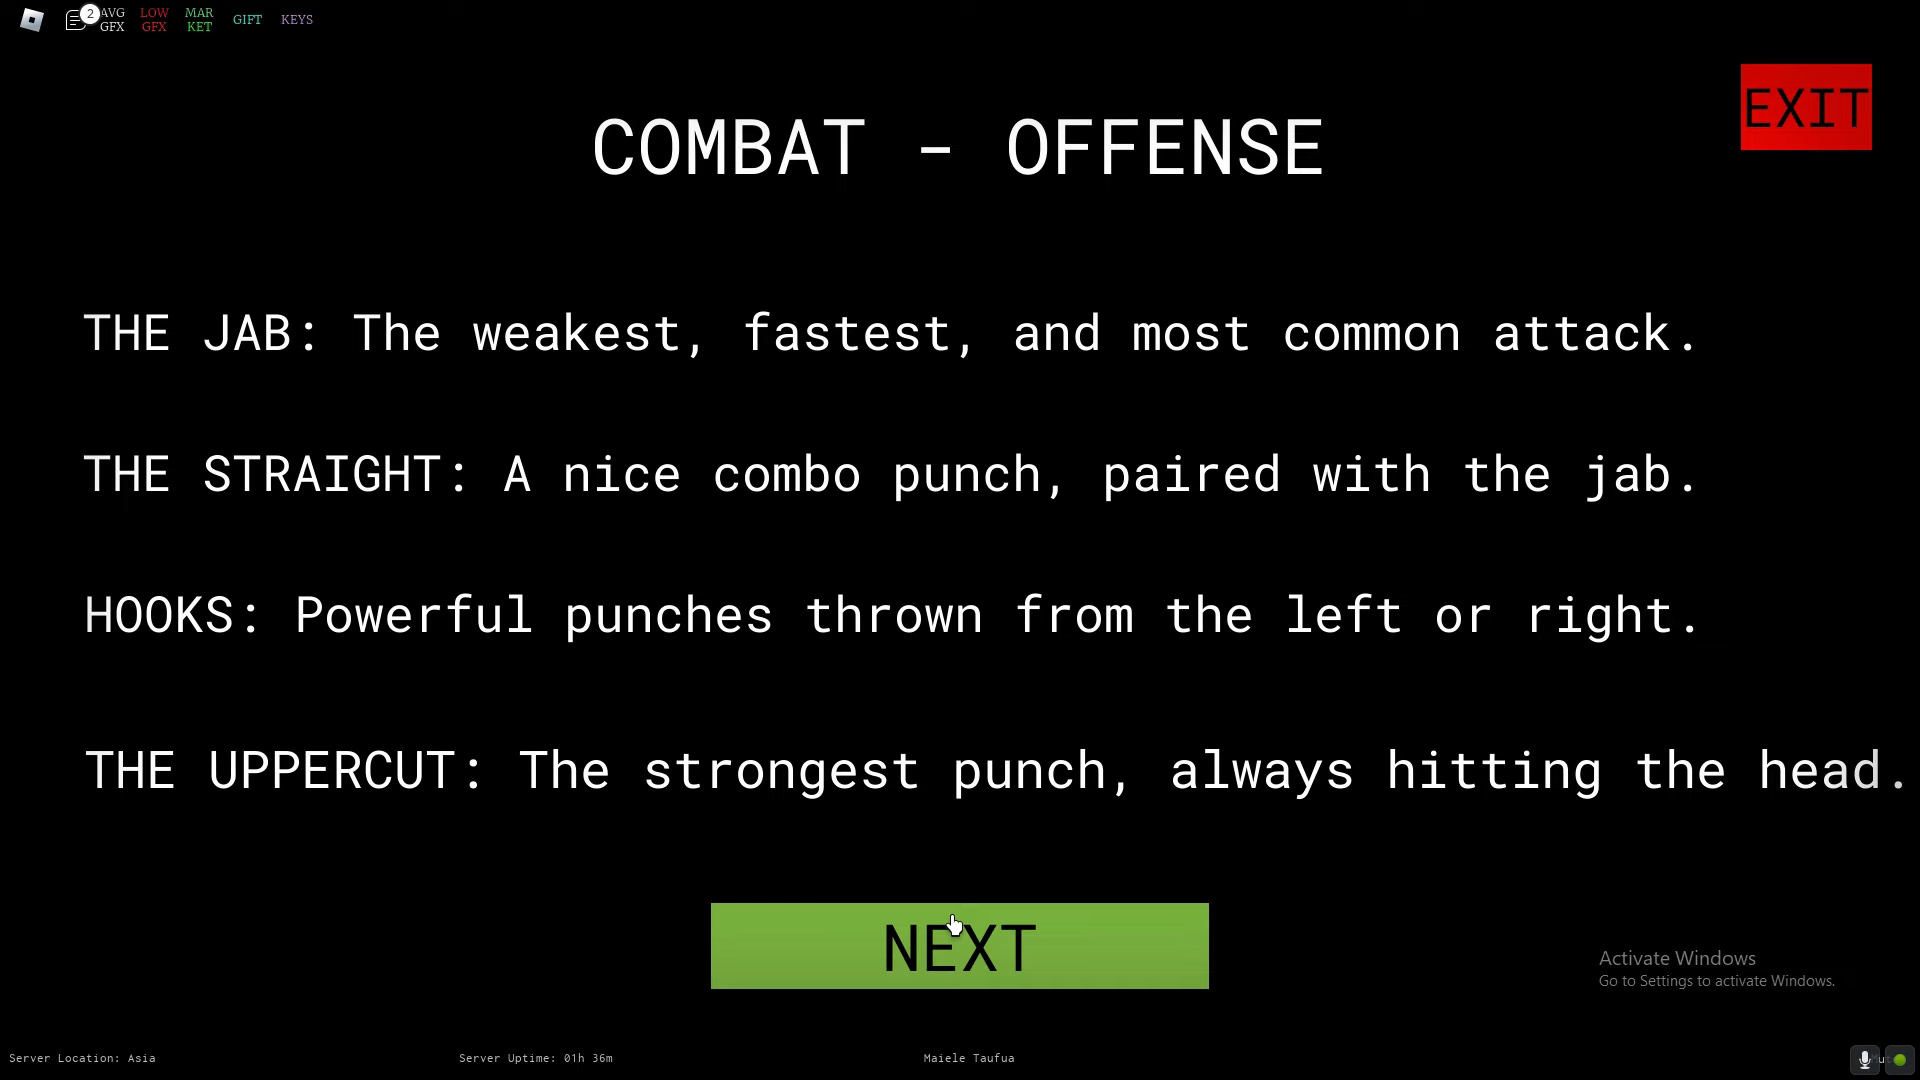 2
AVG
GFX
LOW
GFX
MAR
KET
GIFT
KEYS
EXIT
COMBAT - OFFENSE
THE JAB: The weakest, fastest, and most common attack.
THE STRAIGHT: A nice combo punch, paired with the jab.
HOOKS: Powerful punches thrown from the left or right.
THE UPPERCUT: The strongest punch, always hitting the head.
NEXT
Activate Windows
Go to Settings to activate Windows.
Server Location: Asia
Server Uptime: 01h 36m
Maiele Taufua